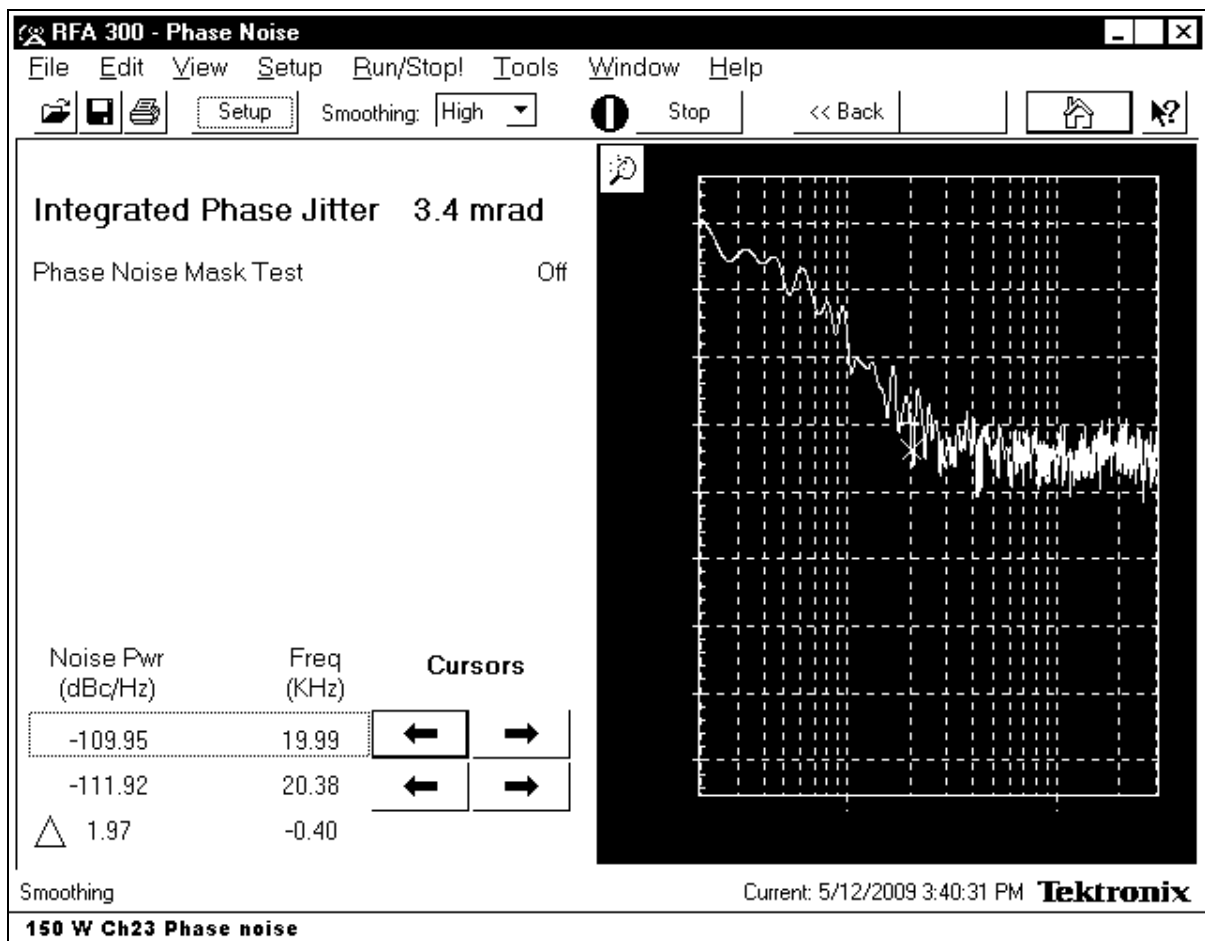 RFA 300 - Phase Noise
File Edit View Setup Run/Stop! Tools Window Help
Setup Smoothing: High Stop << Back
Integrated Phase Jitter 3.4 mrad
Phase Noise Mask Test Off
Noise Pwr Freq Cursors
(dBc/Hz) (KHz)
-109.95 19.99
-111.92 20.38
△ 1.97 -0.40
Smoothing Current: 5/12/2009 3:40:31 PM Tektronix
150 W Ch23 Phase noise